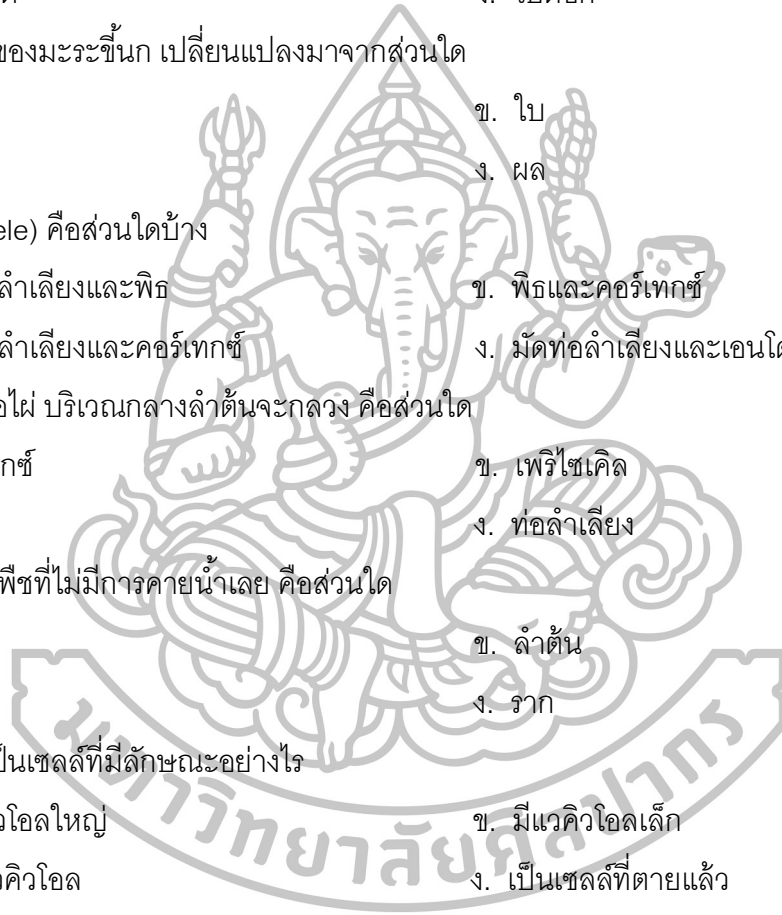 ของมะระขี้นก เปลี่ยนแปลงมาจากส่วนใด
ข. ใบ
ง. ผล
ele) คือส่วนใดบ้าง
ลำเลียงและพิธ ข. พิธและคอร์เทกซ์
ลำเลียงและคอร์เทกซ์ ง. มัดท่อลำเลียงและเอนโด
อไผ่ บริเวณกลางลำต้นจะกลวง คือส่วนใด
กซ์ ข. เพริไซเคิล
ง. ท่อลำเลียง
พืชที่ไม่มีการคายน้ำเลย คือส่วนใด
ข. ลำต้น
ง. ราก
ป็นเซลล์ที่มีลักษณะอย่างไร
วโอลใหญ่ ข. มีแวคิวโอลเล็ก
วคิวโอล ง. เป็นเซลล์ที่ตายแล้ว
มหาวิทยาลัยศิลปากร